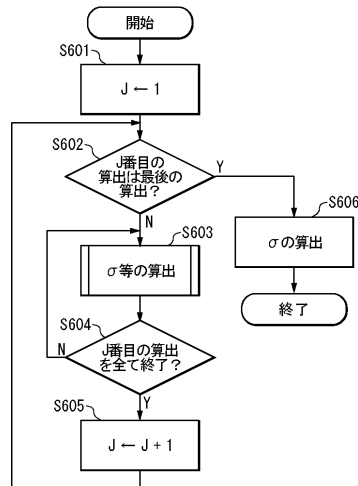 開始
S601
J ← 1
S602
J番目の
算出は最後の
算出？
Y
N
S606
σの算出
終了
S603
σ等の算出
S604
J番目の算出
を全て終了？
N
Y
S605
J ← J + 1